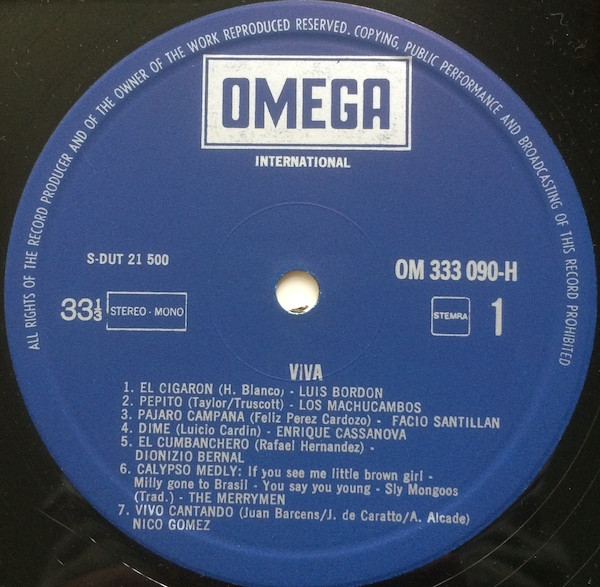 ALL RIGHTS OF THE RECORD PRODUCER AND OF THE OWNER OF THE WORK REPRODUCED RESERVED. COPYING, PUBLIC PERFORMANCE AND BROADCASTING OF THIS RECORD PROHIBITED
OMEGA
INTERNATIONAL
S-DUT 21 500
OM 333 090-H
33⅓ STEREO - MONO
STEMRA 1
VIVA
1. EL CIGARON (H. Blanco) - LUIS BORDON
2. PEPITO (Taylor/Truscott) - LOS MACHUCAMBOS
3. PAJARO CAMPANA (Feliz Perez Cardozo) - FACIO SANTILLAN
4. DIME (Luicio Cardin) - ENRIQUE CASSANOVA
5. EL CUMBANCHERO (Rafael Hernandez) -
DIONIZIO BERNAL
6. CALYPSO MEDLY: If you see me little brown girl -
Milly gone to Brasil - You say you young - Sly Mongoos
(Trad.) - THE MERRYMEN
7. VIVO CANTANDO (Juan Barcens/J. de Caratto/A. Alcade)
NICO GOMEZ